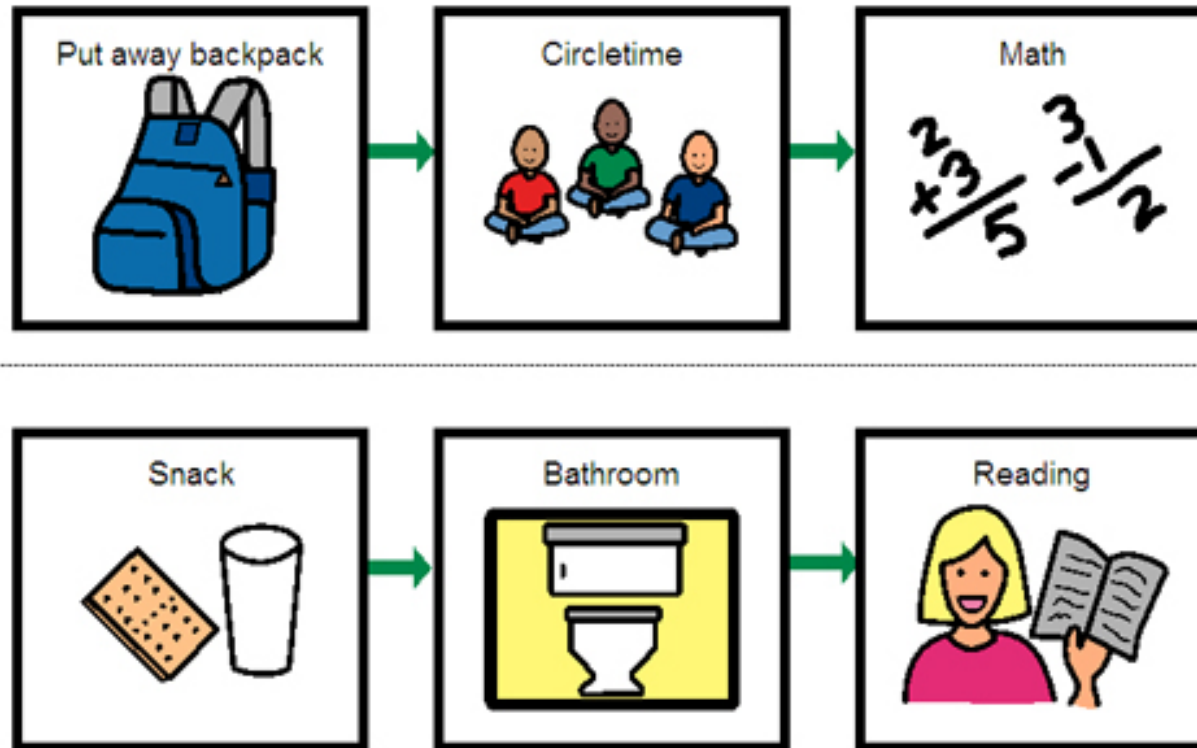 Put away backpack
Circletime
Math
2
+3
5
3
-1
2
Snack
Bathroom
Reading